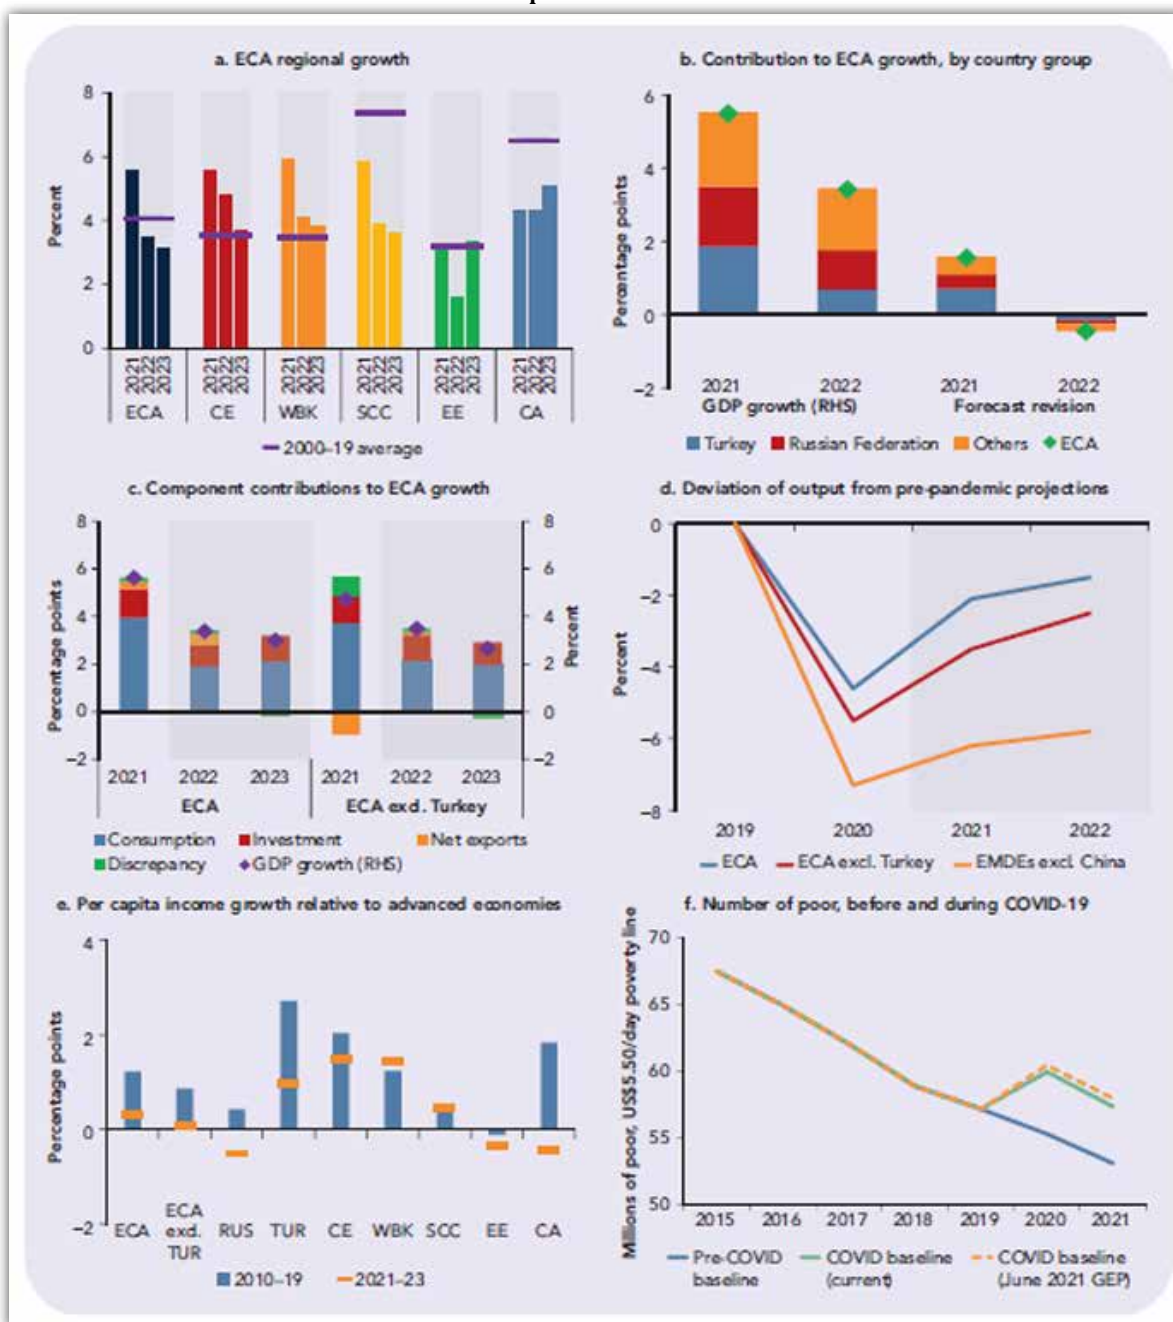 a. ECA regional growth
8
6
4
2
0
Percent
2021 2022 2023 2021 2022 2023 2021 2022 2023 2021 2022 2023 2021 2022 2023 2021 2022 2023
ECA CE WBK SCC EE CA
2000–19 average
b. Contribution to ECA growth, by country group
6
4
2
0
–2
Percentage points
2021 2022 2021 2022
GDP growth (RHS) Forecast revision
Turkey Russian Federation Others ECA
c. Component contributions to ECA growth
8 8
6 6
4 4
2 2
0 0
–2 –2
Percentage points
Percent
2021 2022 2023 2021 2022 2023
ECA ECA exd. Turkey
Consumption Investment Net exports
Discrepancy GDP growth (RHS)
d. Deviation of output from pre-pandemic projections
0
–2
–4
–6
–8
Percent
2019 2020 2021 2022
ECA ECA excl. Turkey EMDEs excl. China
e. Per capita income growth relative to advanced economies
4
2
0
–2
Percentage points
ECA ECA exd. TUR RUS TUR CE WBK SCC EE CA
2010–19 2021–23
f. Number of poor, before and during COVID-19
70
65
60
55
50
Millions of poor, US$5.50/day poverty line
2015 2016 2017 2018 2019 2020 2021
Pre-COVID baseline COVID baseline (current) COVID baseline (June 2021 GEP)